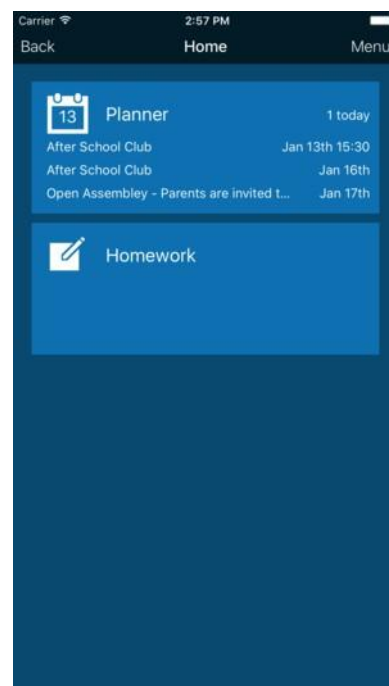 Carrier 2:57 PM
Back Home Menu
13 Planner 1 today
After School Club Jan 13th 15:30
After School Club Jan 16th
Open Assembley - Parents are invited t... Jan 17th
Homework